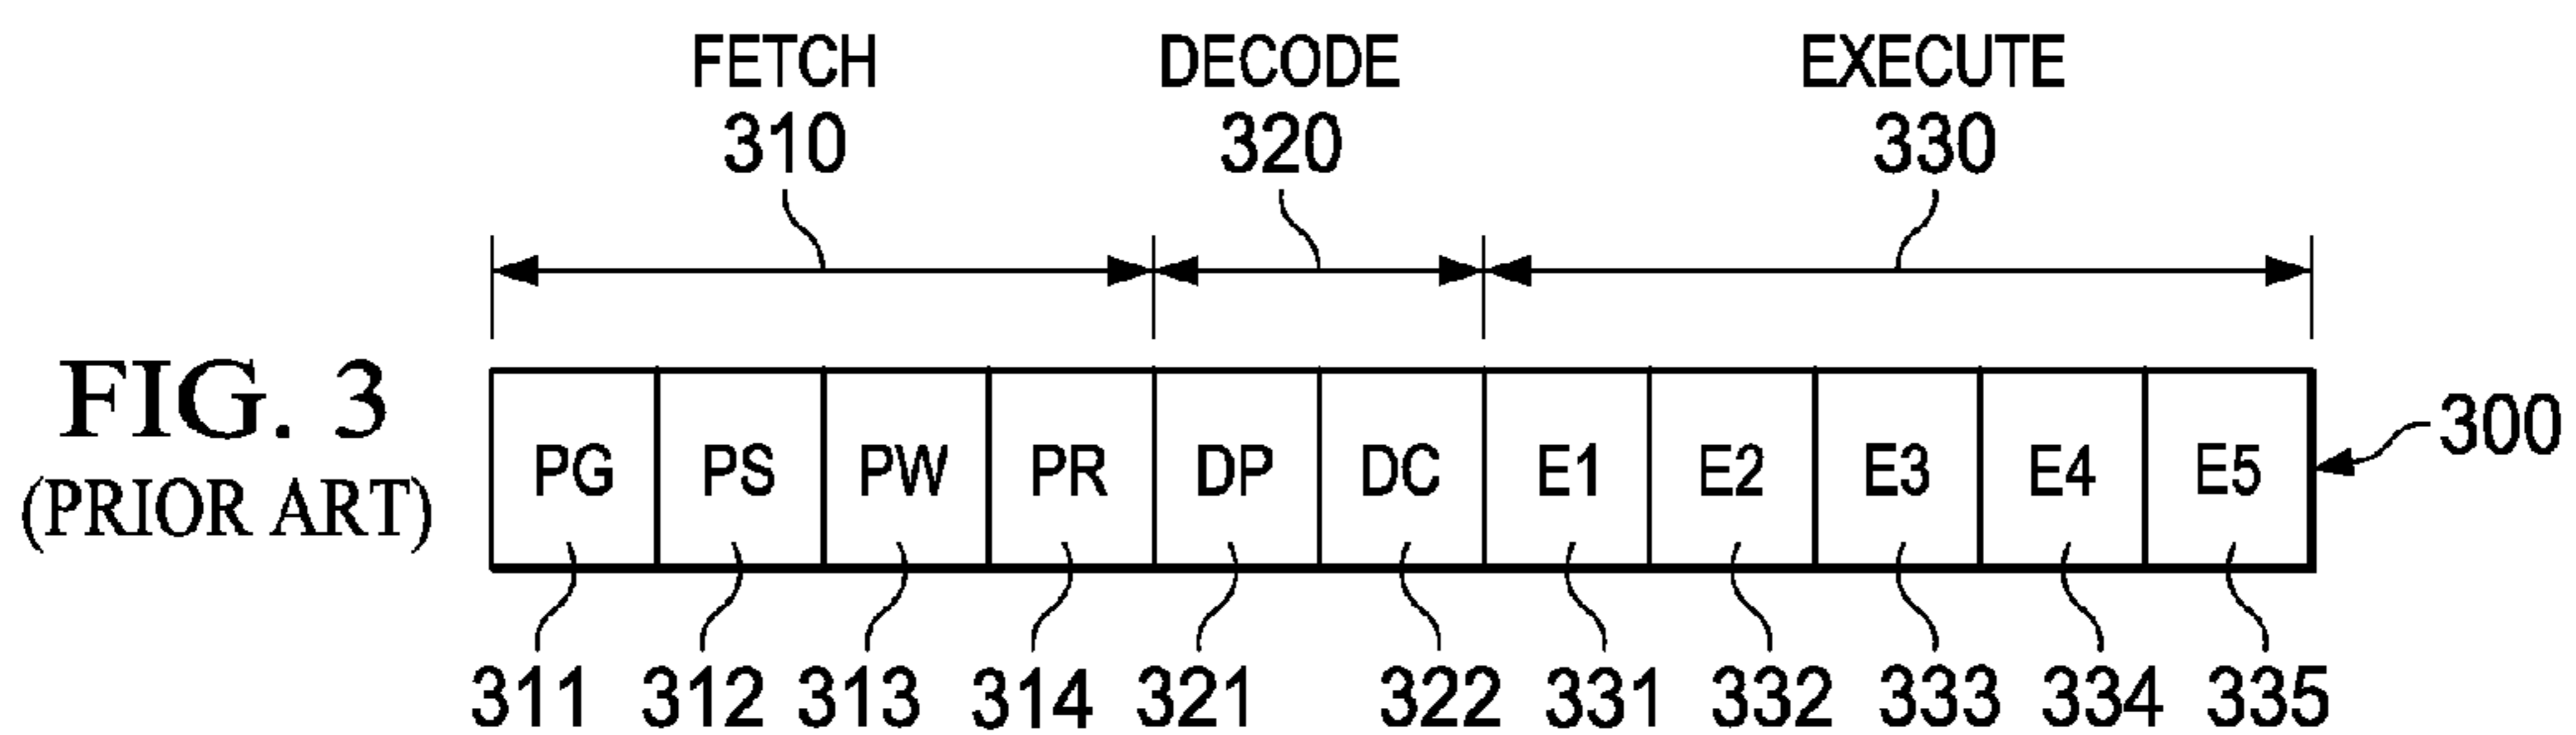 FETCH DECODE EXECUTE
310 320 330
FIG. 3
(PRIOR ART)
PG PS PW PR DP DC E1 E2 E3 E4 E5
300
311 312 313 314 321 322 331 332 333 334 335